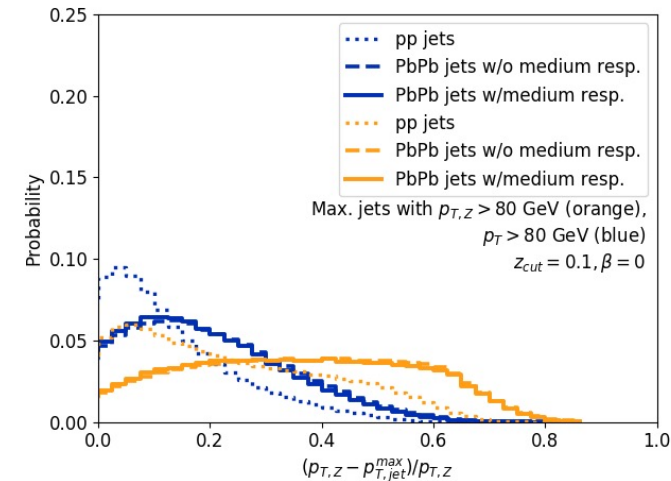 0.25
0.20
0.15
0.10
0.05
0.00
Probability
pp jets
PbPb jets w/o medium resp.
PbPb jets w/medium resp.
pp jets
PbPb jets w/o medium resp.
PbPb jets w/medium resp.
Max. jets with p_{T,Z} > 80 GeV (orange),
p_T > 80 GeV (blue)
z_{cut} = 0.1, β = 0
0.0 0.2 0.4 0.6 0.8 1.0
(p_{T,Z} − p_{T,jet}^{max})/p_{T,Z}